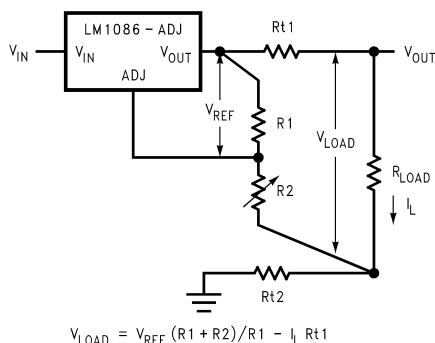 LM1086-ADJ
V_IN
V_IN
V_OUT
ADJ
Rt1
V_OUT
V_REF
R1
V_LOAD
R_LOAD
I_L
R2
Rt2
V_LOAD = V_REF (R1 + R2)/R1 - I_L Rt1